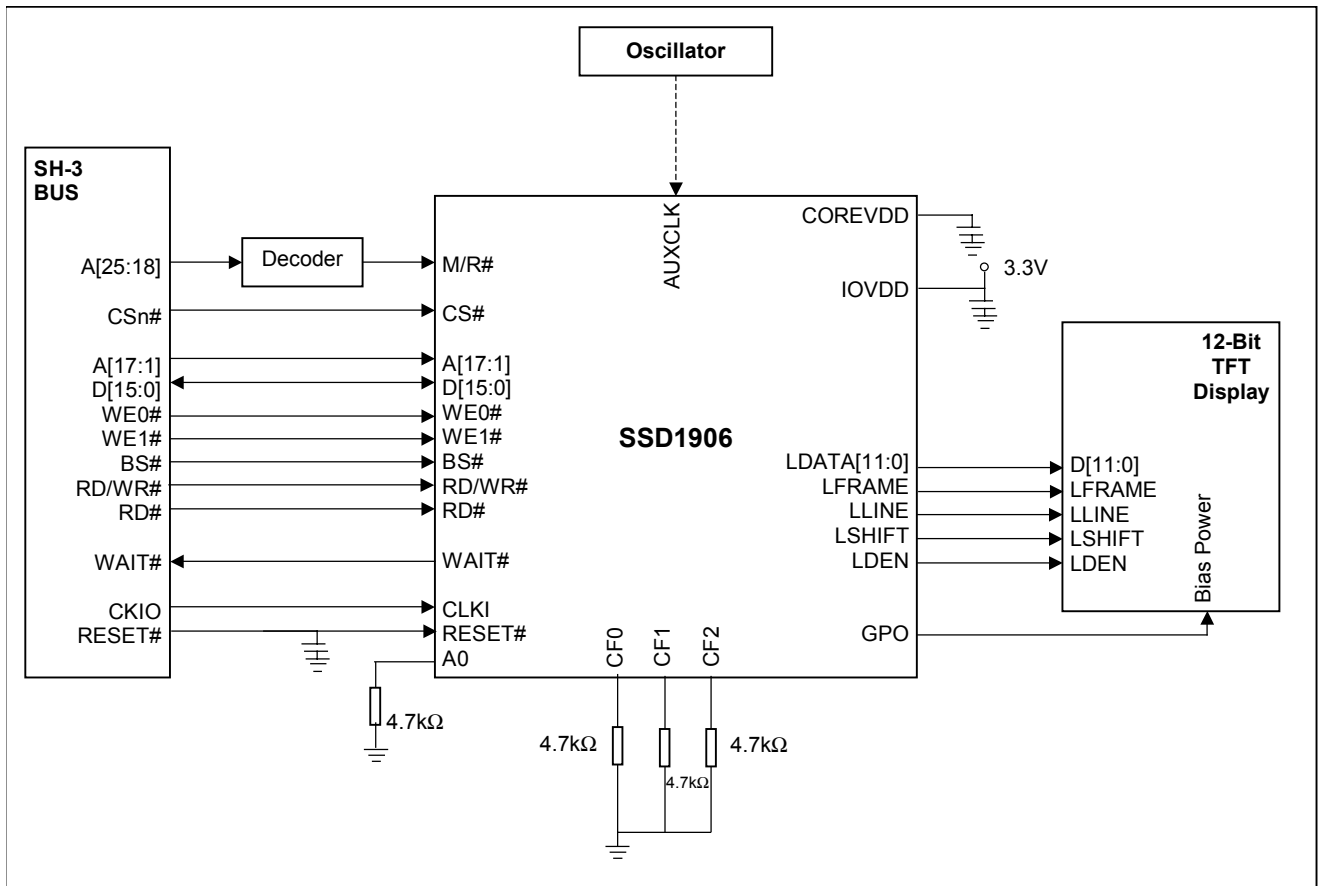 Oscillator
SH-3
BUS
A[25:18]
CSn#
A[17:1]
D[15:0]
WE0#
WE1#
BS#
RD/WR#
RD#
WAIT#
CKIO
RESET#
Decoder
M/R#
CS#
A[17:1]
D[15:0]
WE0#
WE1#
BS#
RD/WR#
RD#
WAIT#
CLKI
RESET#
A0
AUXCLK
SSD1906
COREVDD
IOVDD
3.3V
LDATA[11:0]
LFRAME
LLINE
LSHIFT
LDEN
GPO
CF0
CF1
CF2
12-Bit
TFT
Display
D[11:0]
LFRAME
LLINE
LSHIFT
LDEN
Bias Power
4.7kΩ
4.7kΩ
4.7kΩ
4.7kΩ